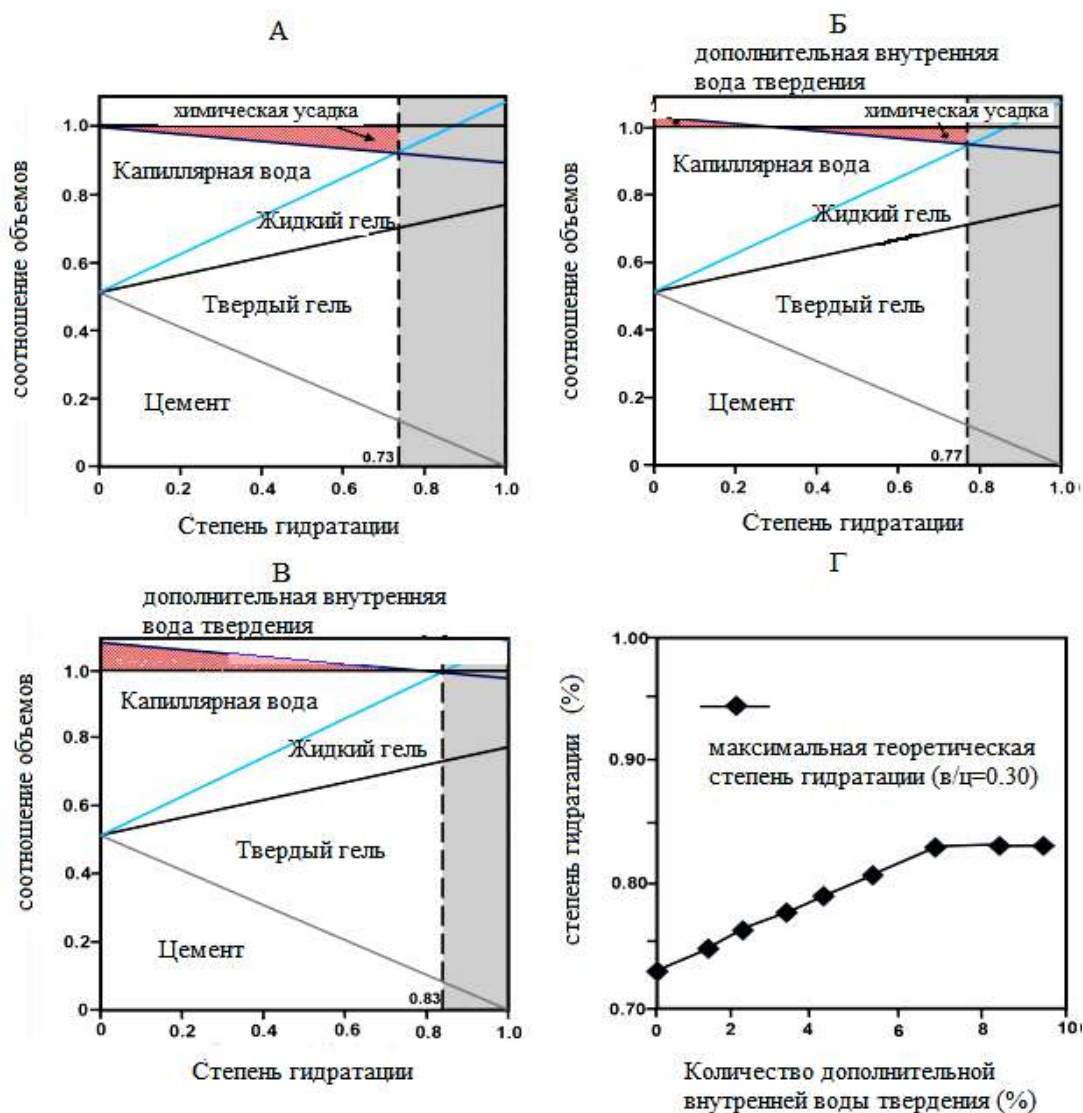 А
химическая усадка
Капиллярная вода
Жидкий гель
Твердый гель
Цемент
соотношение объемов
1.0
0.8
0.6
0.4
0.2
0
0.73
0
0.2
0.4
0.6
0.8
1.0
Степень гидратации
Б
дополнительная внутренняя
вода твердения
химическая усадка
Капиллярная вода
Жидкий гель
Твердый гель
Цемент
соотношение объемов
1.0
0.8
0.6
0.4
0.2
0
0.77
0
0.2
0.4
0.6
0.8
1.0
Степень гидратации
В
дополнительная внутренняя
вода твердения
Капиллярная вода
Жидкий гель
Твердый гель
Цемент
соотношение объемов
1.0
0.8
0.6
0.4
0.2
0
0.83
0
0.2
0.4
0.6
0.8
1.0
Степень гидратации
Г
степень гидратации (%)
1.00
0.90
0.80
0.70
максимальная теоретическая
степень гидратации (в/ц=0.30)
0
2
4
6
8
10
Количество дополнительной
внутренней воды твердения (%)